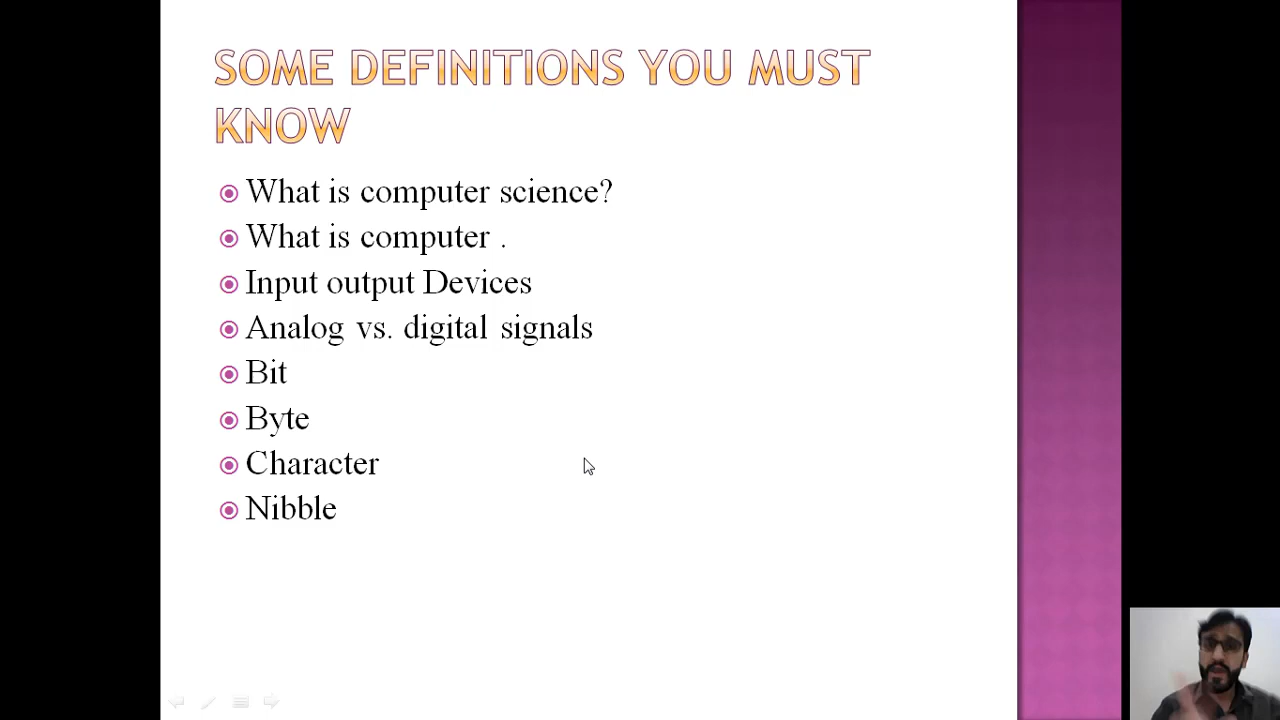 SOME DEFINITIONS YOU MUST
KNOW
What is computer science?
What is computer .
Input output Devices
Analog vs. digital signals
Bit
Byte
Character
Nibble